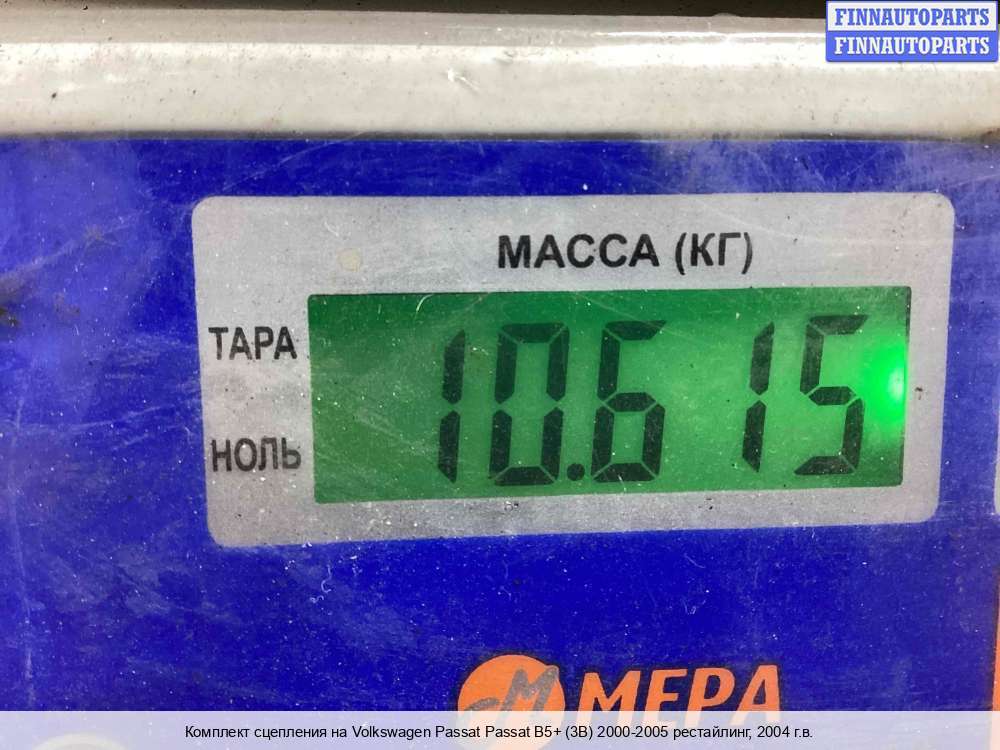 FINNAUTOPARTS
FINNAUTOPARTS
МАССА (КГ)
ТАРА
10.615
НОЛЬ
М МЕРА
Комплект сцепления на Volkswagen Passat Passat B5+ (3B) 2000-2005 рестайлинг, 2004 г.в.